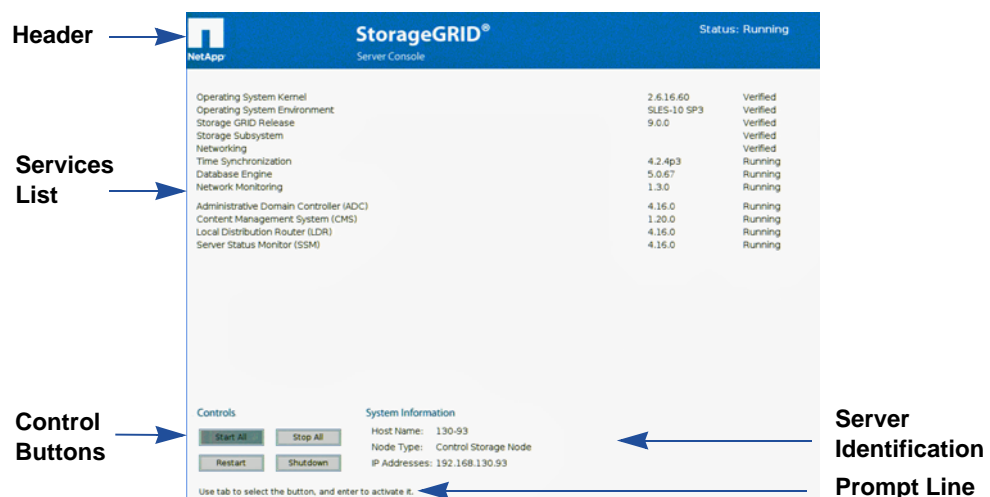 Header
NetApp
StorageGRID®
Server Console
Status: Running
Operating System Kernel 2.6.16.60 Verified
Operating System Environment SLES-10 SP3 Verified
Storage GRID Release 9.0.0 Verified
Storage Subsystem Verified
Networking Verified
Time Synchronization 4.2.4p3 Running
Database Engine 5.0.67 Running
Network Monitoring 1.3.0 Running
Services
List
Administrative Domain Controller (ADC) 4.16.0 Running
Content Management System (CMS) 1.20.0 Running
Local Distribution Router (LDR) 4.16.0 Running
Server Status Monitor (SSM) 4.16.0 Running
Control
Buttons
Controls
Start All Stop All
Restart Shutdown
System Information
Host Name: 130-93
Node Type: Control Storage Node
IP Addresses: 192.168.130.93
Server
Identification
Use tab to select the button, and enter to activate it.
Prompt Line